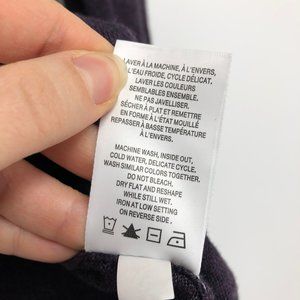 LAVER À LA MACHINE, À L'ENVERS,
L'EAU FROIDE, CYCLE DÉLICAT.
LAVER LES COULEURS
SEMBLABLES ENSEMBLE.
NE PAS JAVELLISER.
SÉCHER À PLAT ET REMETTRE
EN FORME À L'ÉTAT MOUILLÉ
REPASSER À BASSE TEMPÉRATURE
À L'ENVERS.
MACHINE WASH, INSIDE OUT,
COLD WATER, DELICATE CYCLE.
WASH SIMILAR COLORS TOGETHER.
DO NOT BLEACH.
DRY FLAT AND RESHAPE
WHILE STILL WET.
IRON AT LOW SETTING
ON REVERSE SIDE.